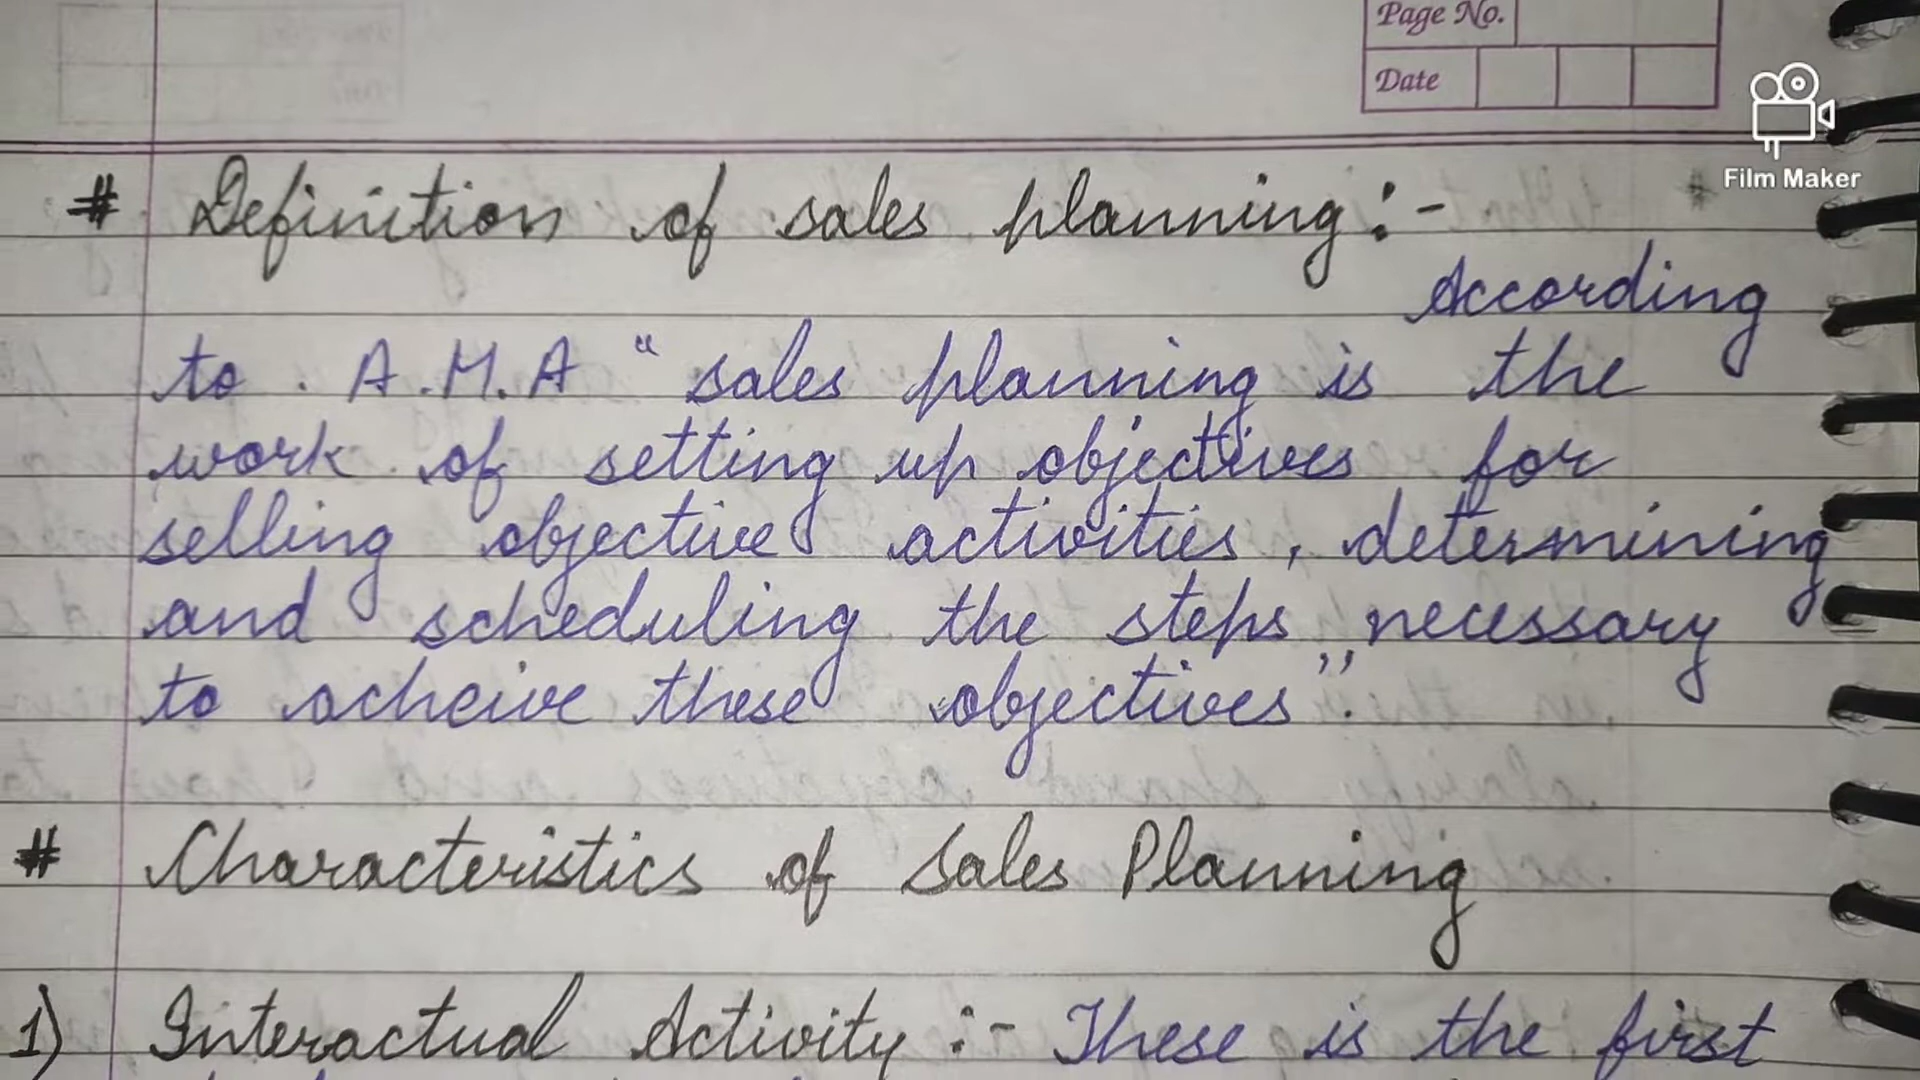 Page No.
Date
Film Maker
# Definition of sales planning :-
According
to . A.M.A " sales planning is the
work of setting up objectives for
selling objective activities , determining
and scheduling the steps necessary
to acheive these objectives ".
# Characteristics of Sales Planning
1) Interactual Activity :- These is the first